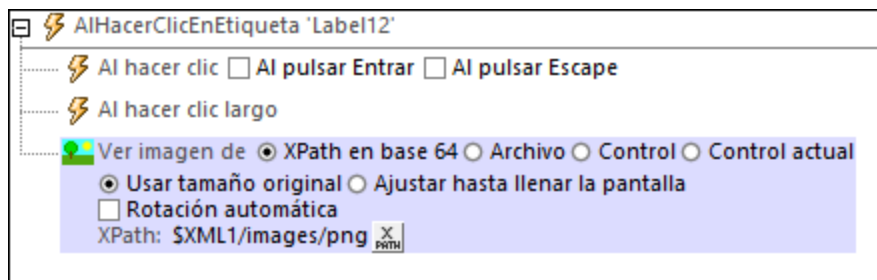 AlHacerClicEnEtiqueta 'Label12'
Al hacer clic Al pulsar Entrar Al pulsar Escape
Al hacer clic largo
Ver imagen de XPath en base 64 Archivo Control Control actual
Usar tamaño original Ajustar hasta llenar la pantalla
Rotación automática
XPath: $XML1/images/png X PATH